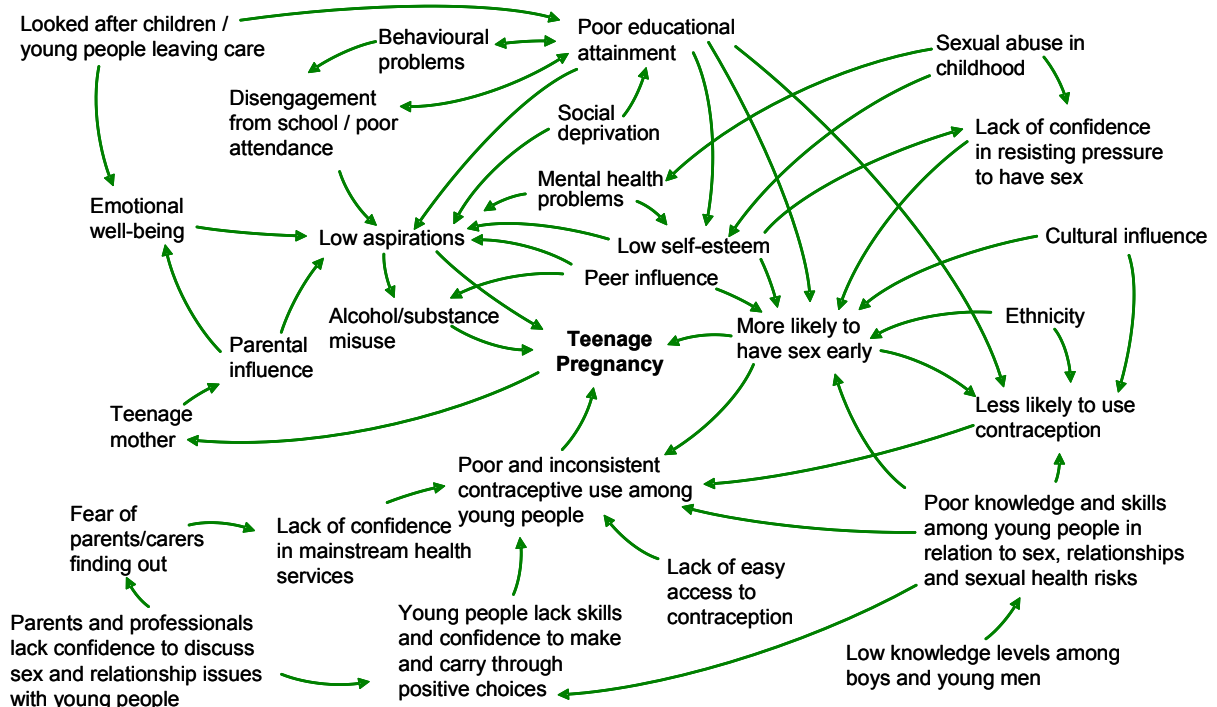 Looked after children /
young people leaving care
Behavioural
problems
Poor educational
attainment
Sexual abuse in
childhood
Disengagement
from school / poor
attendance
Social
deprivation
Lack of confidence
in resisting pressure
to have sex
Mental health
problems
Emotional
well-being
Low aspirations
Low self-esteem
Cultural influence
Peer influence
Alcohol/substance
misuse
Ethnicity
Parental
influence
Teenage
Pregnancy
More likely to
have sex early
Teenage
mother
Less likely to use
contraception
Poor and inconsistent
contraceptive use among
young people
Fear of
parents/carers
finding out
Lack of confidence
in mainstream health
services
Poor knowledge and skills
among young people in
relation to sex, relationships
and sexual health risks
Lack of easy
access to
contraception
Parents and professionals
lack confidence to discuss
sex and relationship issues
with young people
Young people lack skills
and confidence to make
and carry through
positive choices
Low knowledge levels among
boys and young men